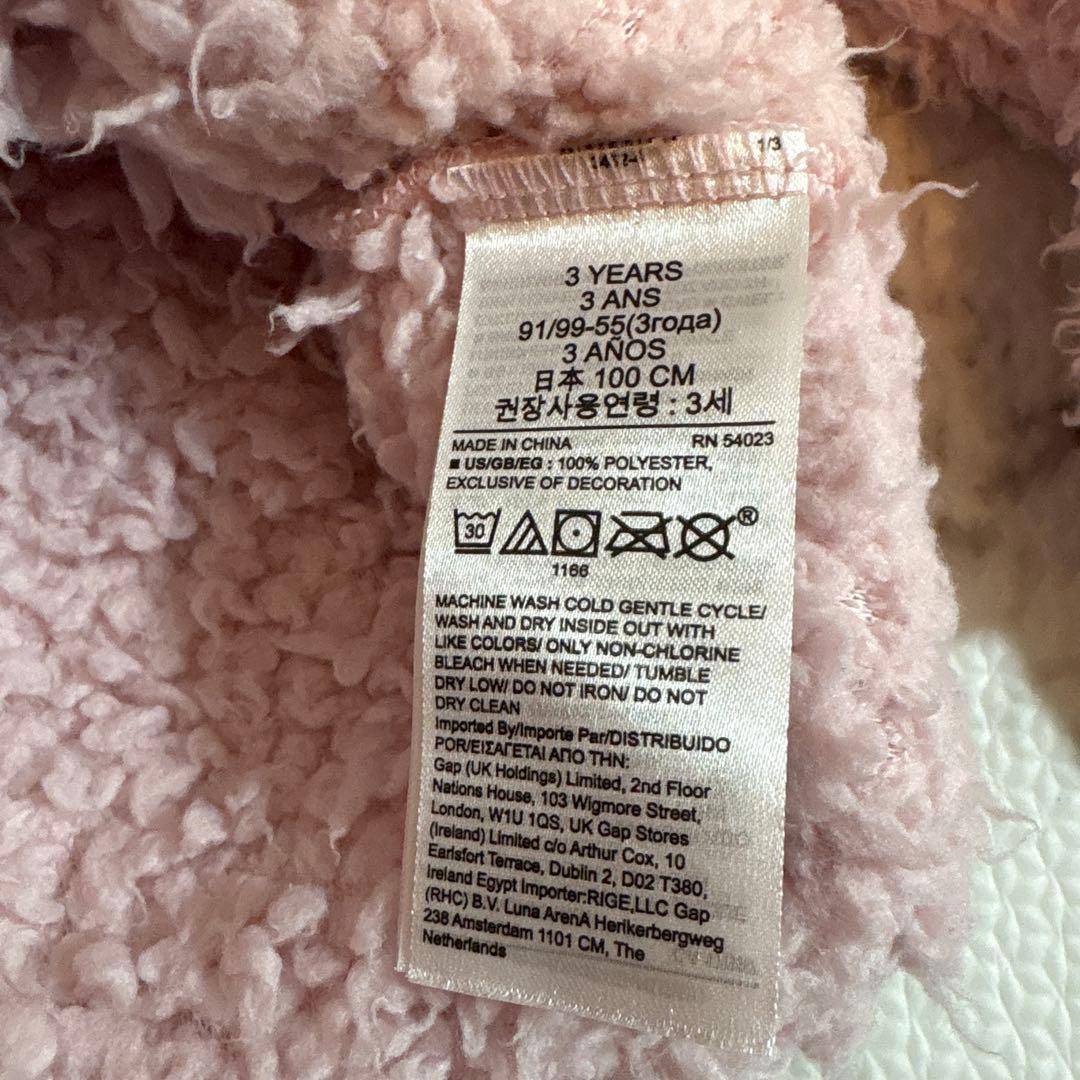 1/3
3 YEARS
3 ANS
91/99-55(3года)
3 AÑOS
日本 100 CM
권장사용연령 : 3세
MADE IN CHINA RN 54023
■ US/GB/EG : 100% POLYESTER,
EXCLUSIVE OF DECORATION
30 ®
1166
MACHINE WASH COLD GENTLE CYCLE/
WASH AND DRY INSIDE OUT WITH
LIKE COLORS/ ONLY NON-CHLORINE
BLEACH WHEN NEEDED/ TUMBLE
DRY LOW/ DO NOT IRON/ DO NOT
DRY CLEAN
Imported By/Importe Par/DISTRIBUIDO
POR/ΕΙΣΑΓΕΤΑΙ ΑΠΟ ΤΗΝ:
Gap (UK Holdings) Limited, 2nd Floor
Nations House, 103 Wigmore Street,
London, W1U 1QS, UK Gap Stores
(Ireland) Limited c/o Arthur Cox, 10
Earlsfort Terrace, Dublin 2, D02 T380,
Ireland Egypt Importer:RIGE,LLC Gap
(RHC) B.V. Luna ArenA Herikerbergweg
238 Amsterdam 1101 CM, The
Netherlands